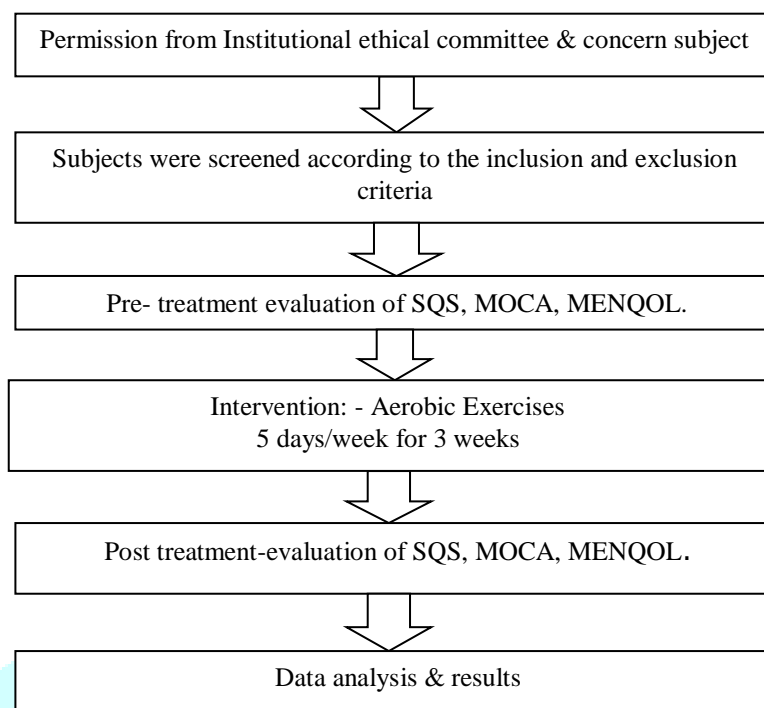 Permission from Institutional ethical committee & concern subject
Subjects were screened according to the inclusion and exclusion
criteria
Pre- treatment evaluation of SQS, MOCA, MENQOL.
Intervention: - Aerobic Exercises
5 days/week for 3 weeks
Post treatment-evaluation of SQS, MOCA, MENQOL.
Data analysis & results